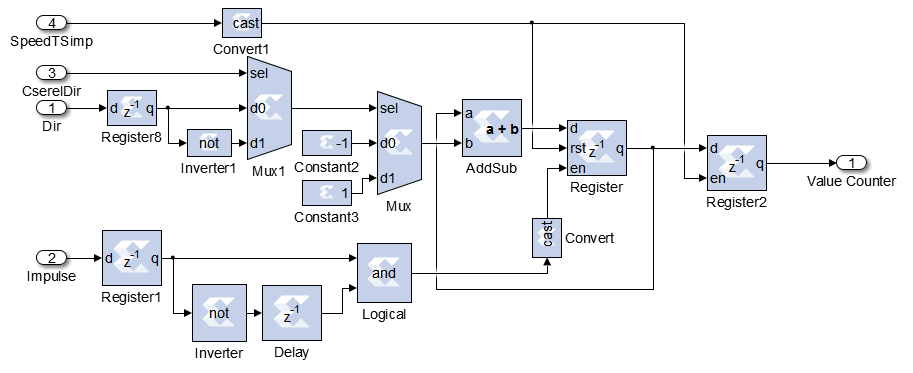 4
SpeedTSimp
cast
Convert1
3
CserelDir
1
Dir
d z-1 q
Register8
not
Inverter1
sel
d0
d1
Mux1
-1
Constant2
1
Constant3
sel
d0
d1
Mux
a
b
a + b
AddSub
d
rst z-1 q
en
Register
cast
Convert
d
z-1 q
en
Register2
1
Value Counter
2
Impulse
d z-1 q
Register1
not
Inverter
z-1
Delay
and
Logical